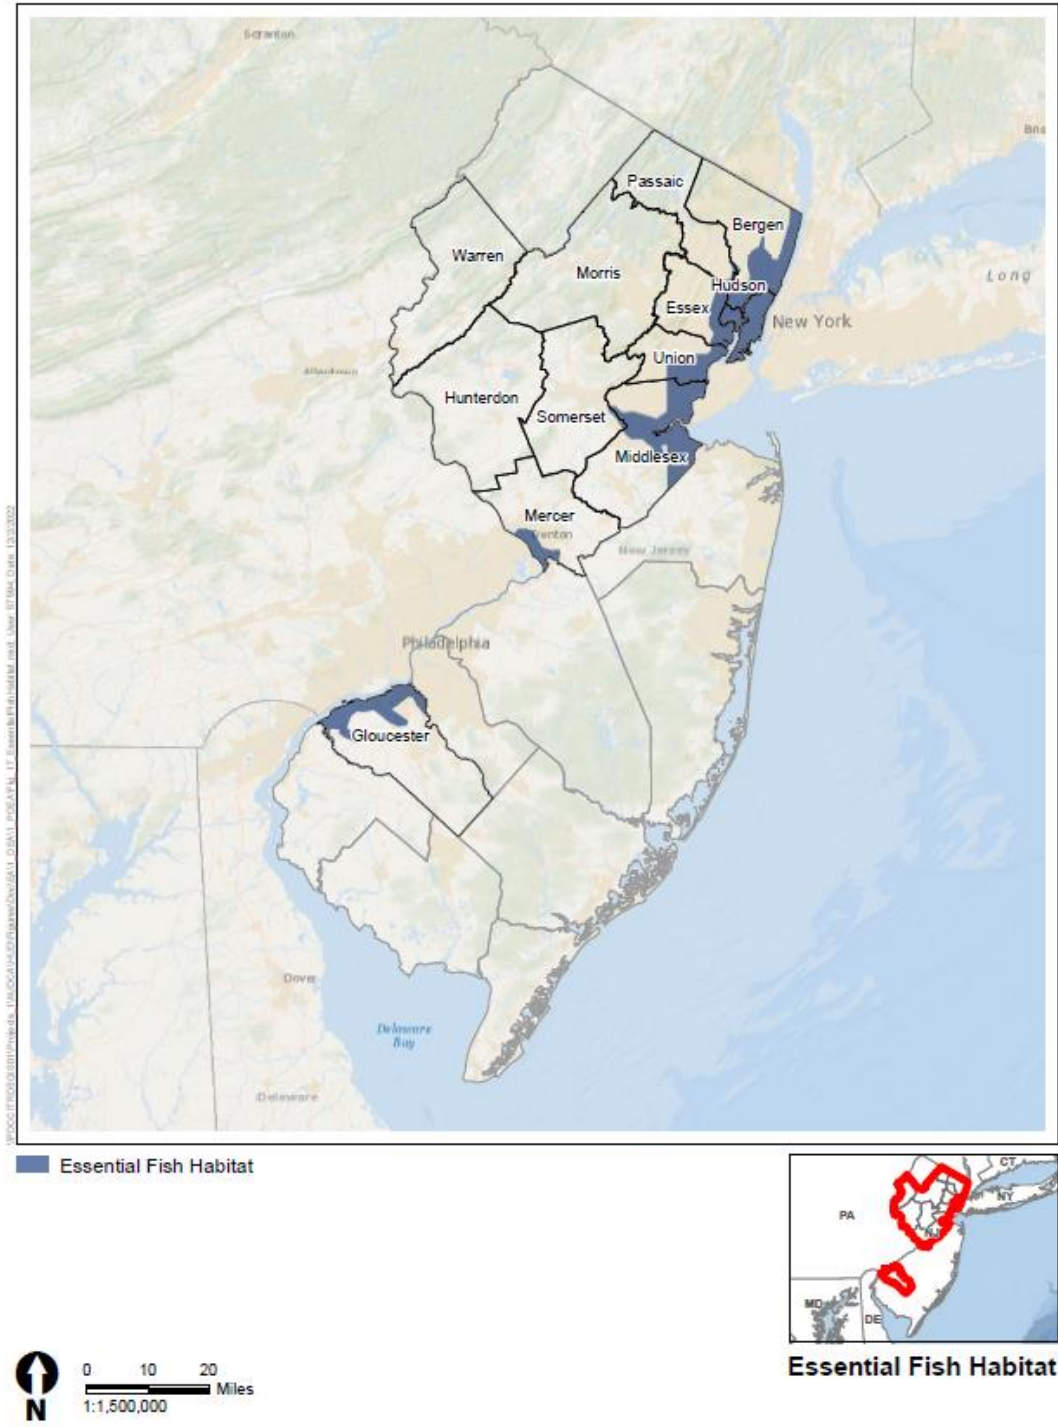 Scranton
Bri
Passaic
Bergen
Warren
Morris
Long
Hudson
Essex
New York
Union
Allentown
Hunterdon
Somerset
Middlesex
Mercer
Trenton
New Jersey
Philadelphia
Gloucester
Dover
Delaware
Bay
Delaware
Essential Fish Habitat
CT
NY
PA
NJ
MD
DE
Essential Fish Habitat
N
0 10 20
Miles
1:1,500,000